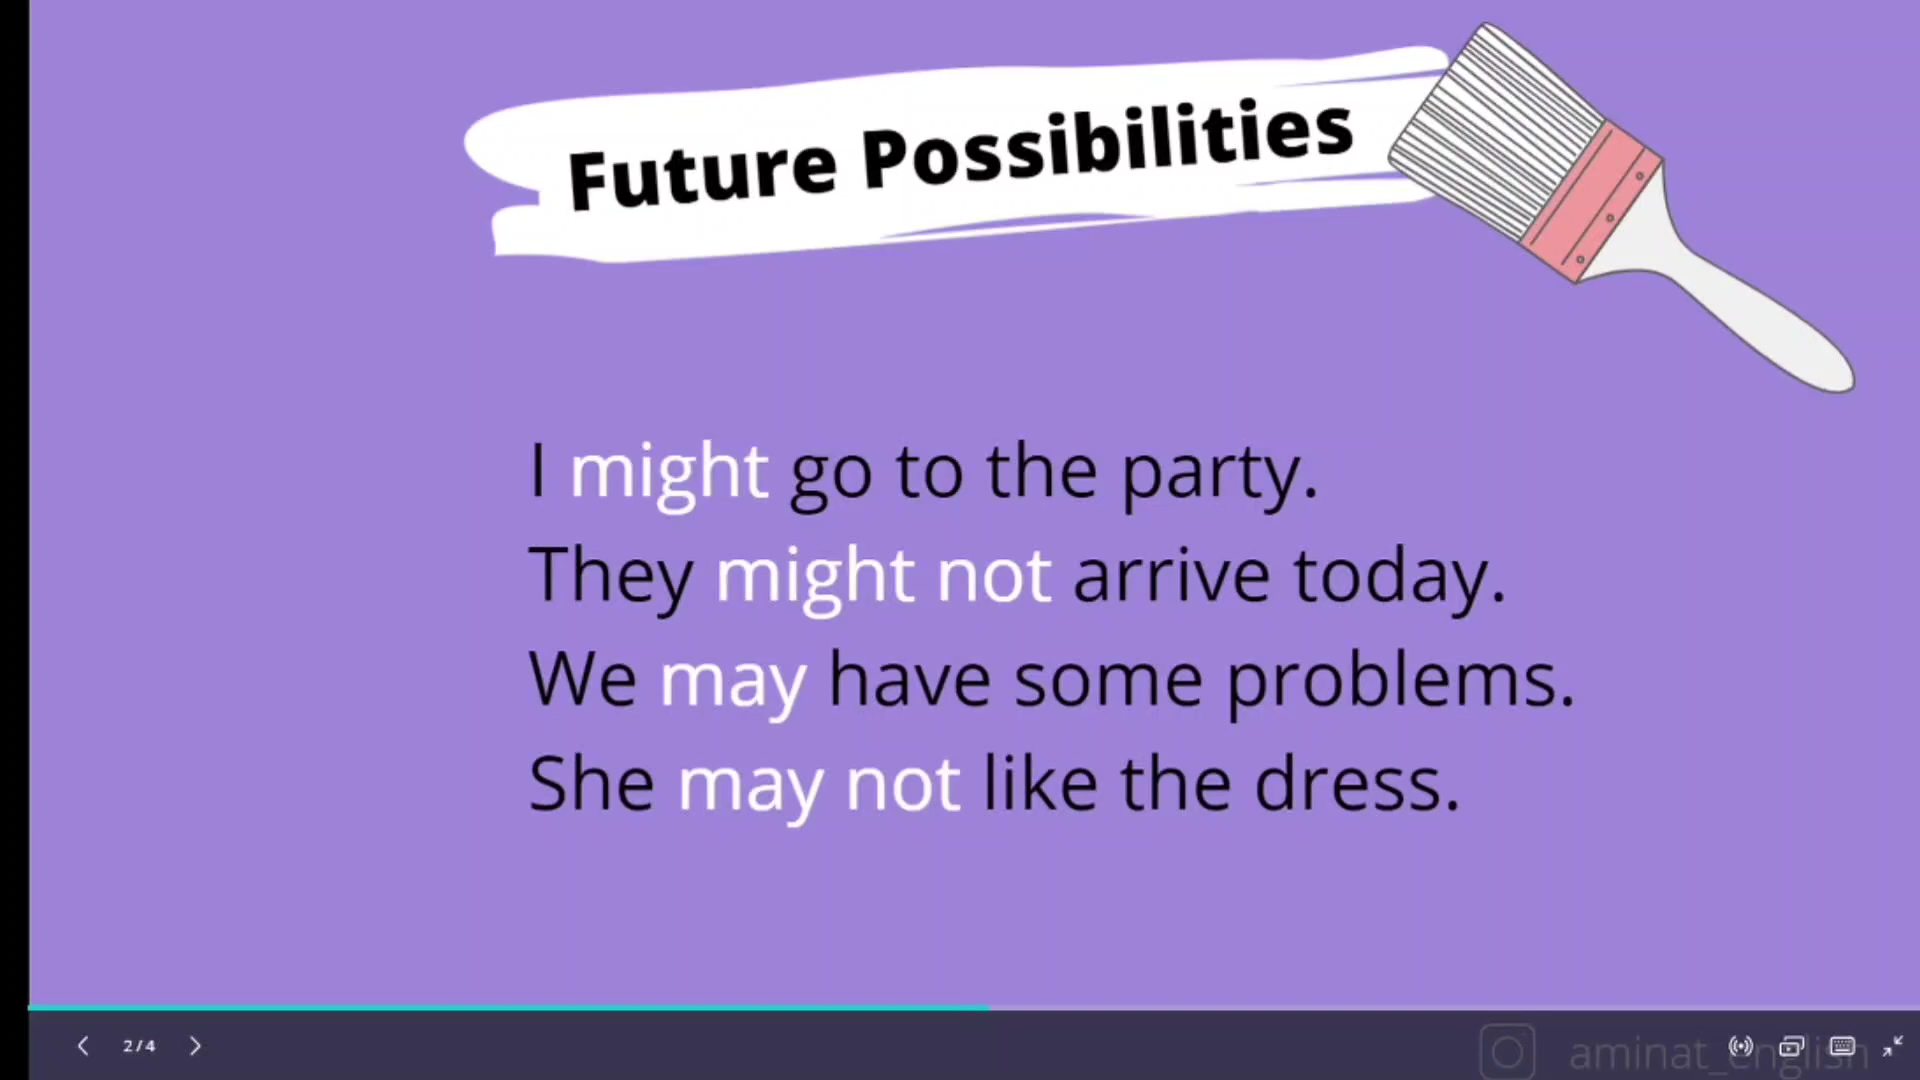 Future Possibilities
I might go to the party.
They might not arrive today.
We may have some problems.
She may not like the dress.
2/4
aminat_english